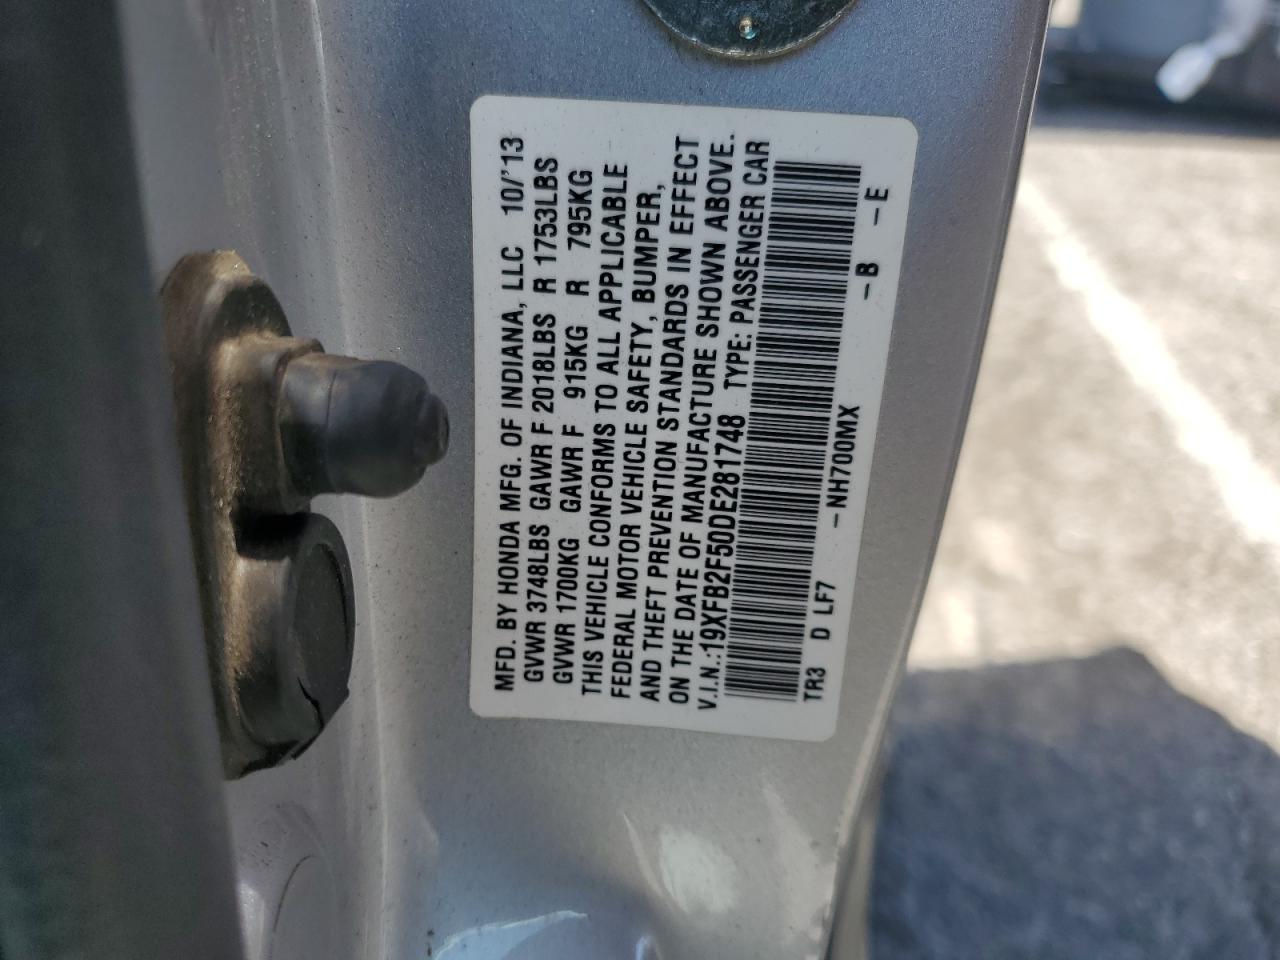 MFD. BY HONDA MFG. OF INDIANA, LLC 10/'13
GVWR 3748LBS GAWR F 2018LBS R 1753LBS
GVWR 1700KG GAWR F 915KG R 795KG
THIS VEHICLE CONFORMS TO ALL APPLICABLE
FEDERAL MOTOR VEHICLE SAFETY, BUMPER,
AND THEFT PREVENTION STANDARDS IN EFFECT
ON THE DATE OF MANUFACTURE SHOWN ABOVE.
V.I.N.:19XFB2F50DE281748 TYPE: PASSENGER CAR
TR3 D LF7 -NH700MX -B -E